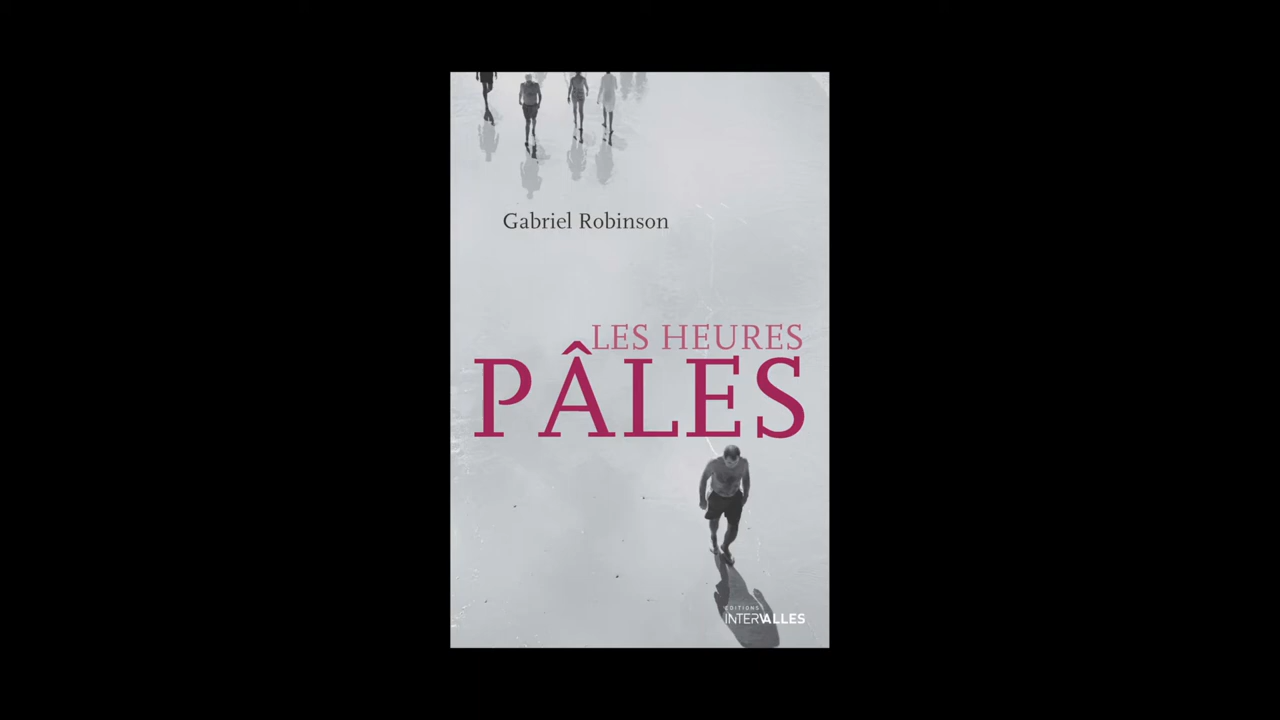 Gabriel Robinson
LES HEURES
PÂLES
EDITIONS
INTERVALLES